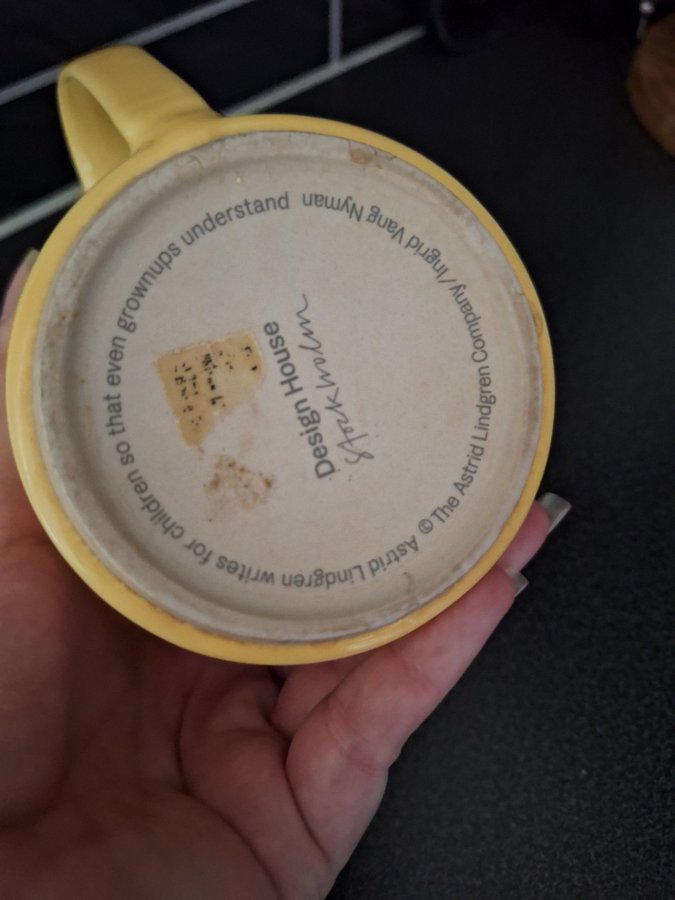 Astrid Lindgren writes for children so that even grownups understand
© The Astrid Lindgren Company/Ingrid Vang Nyman
Design House
Stockholm